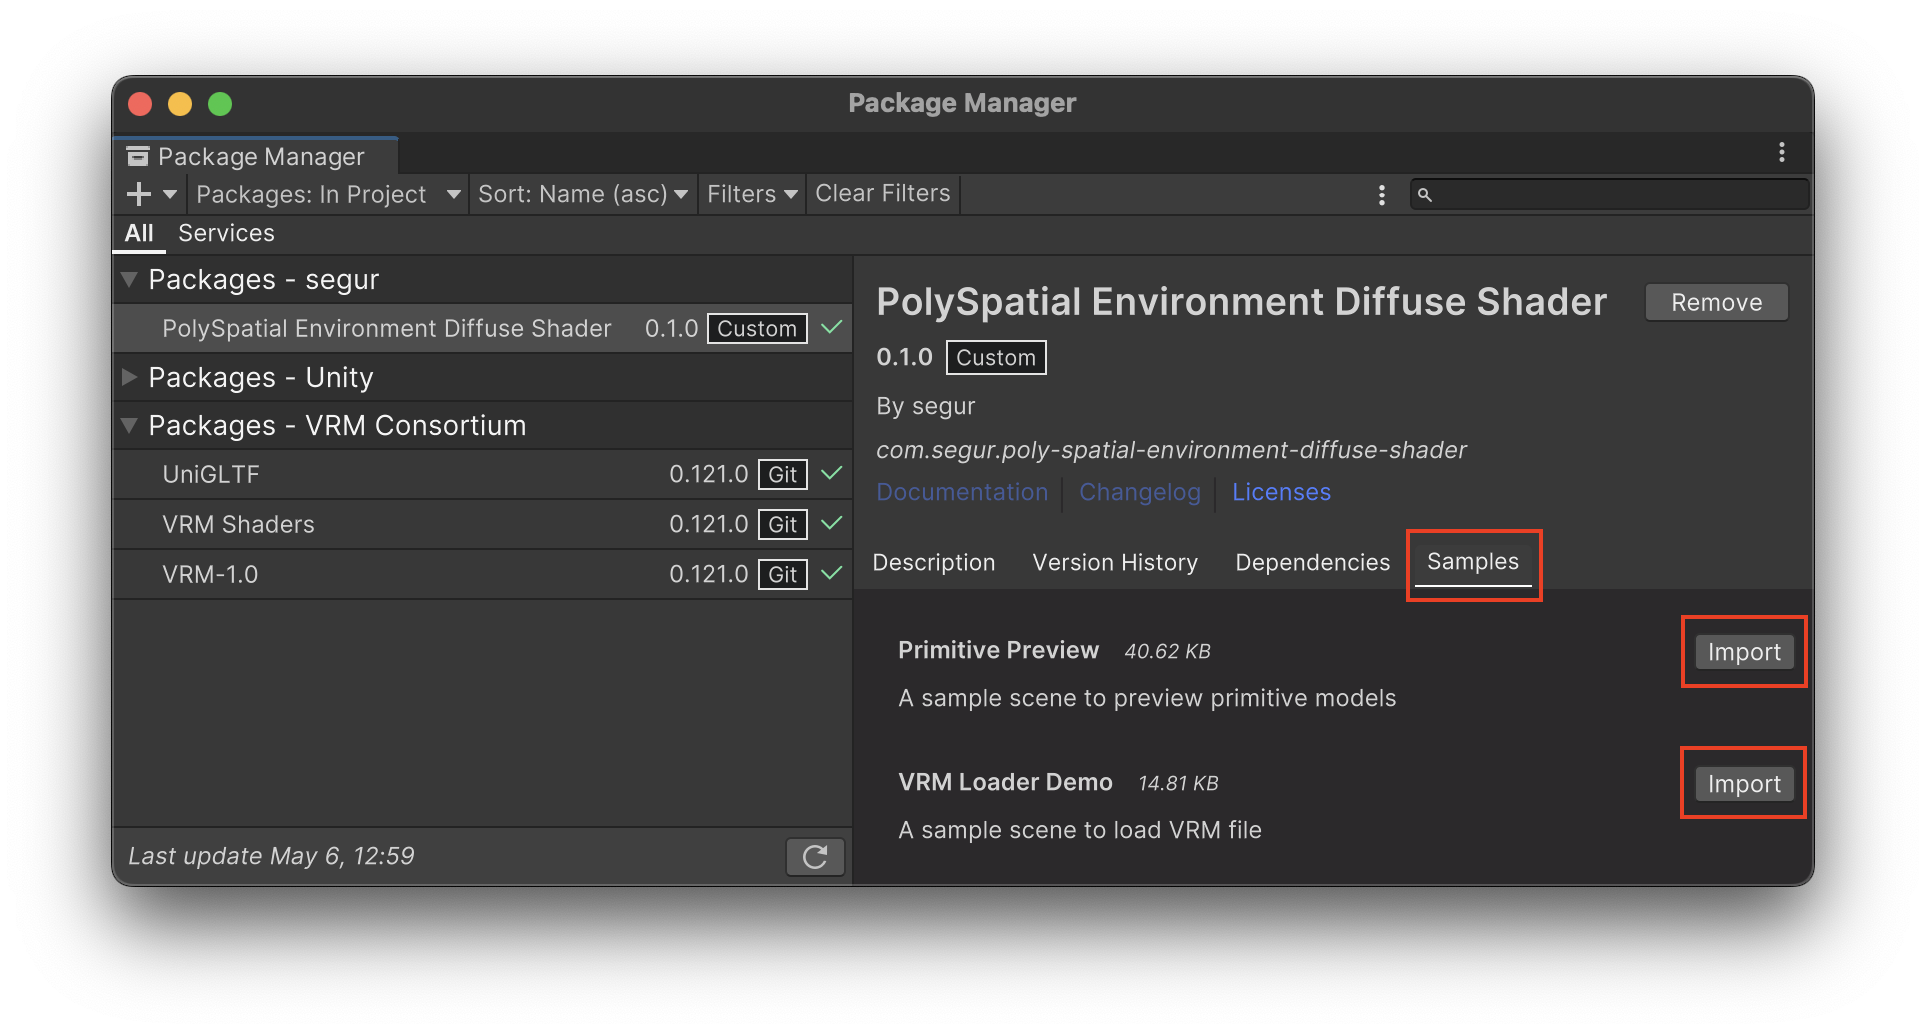 Package Manager
Package Manager
Packages: In Project Sort: Name (asc) Filters Clear Filters
All Services
Packages - segur
PolySpatial Environment Diffuse Shader 0.1.0 Custom
Packages - Unity
Packages - VRM Consortium
UniGLTF 0.121.0 Git
VRM Shaders 0.121.0 Git
VRM-1.0 0.121.0 Git
Last update May 6, 12:59
PolySpatial Environment Diffuse Shader Remove
0.1.0 Custom
By segur
com.segur.poly-spatial-environment-diffuse-shader
Documentation Changelog Licenses
Description Version History Dependencies Samples
Primitive Preview 40.62 KB Import
A sample scene to preview primitive models
VRM Loader Demo 14.81 KB Import
A sample scene to load VRM file